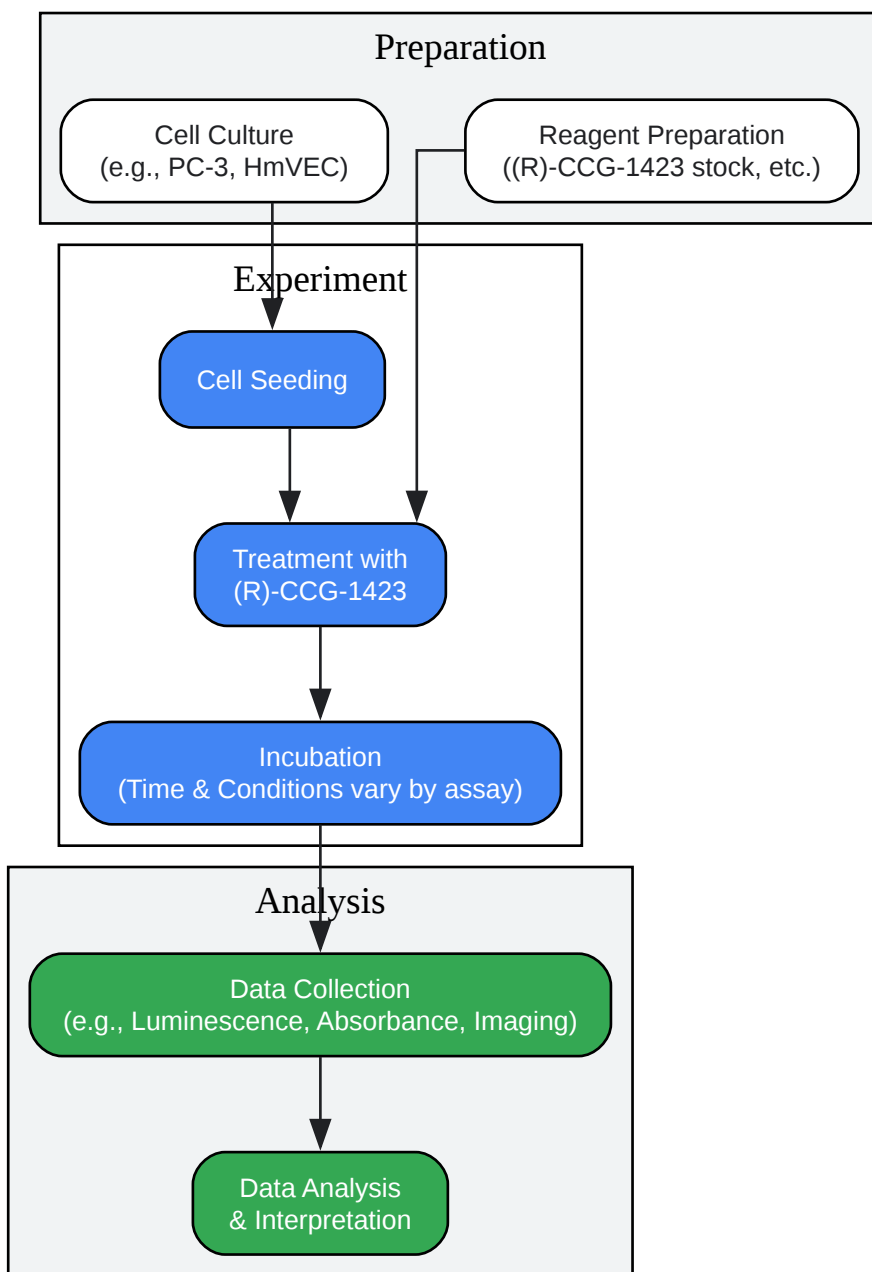 Preparation
Cell Culture
(e.g., PC-3, HmVEC)
Reagent Preparation
((R)-CCG-1423 stock, etc.)
Experiment
Cell Seeding
Treatment with
(R)-CCG-1423
Incubation
(Time & Conditions vary by assay)
Analysis
Data Collection
(e.g., Luminescence, Absorbance, Imaging)
Data Analysis
& Interpretation